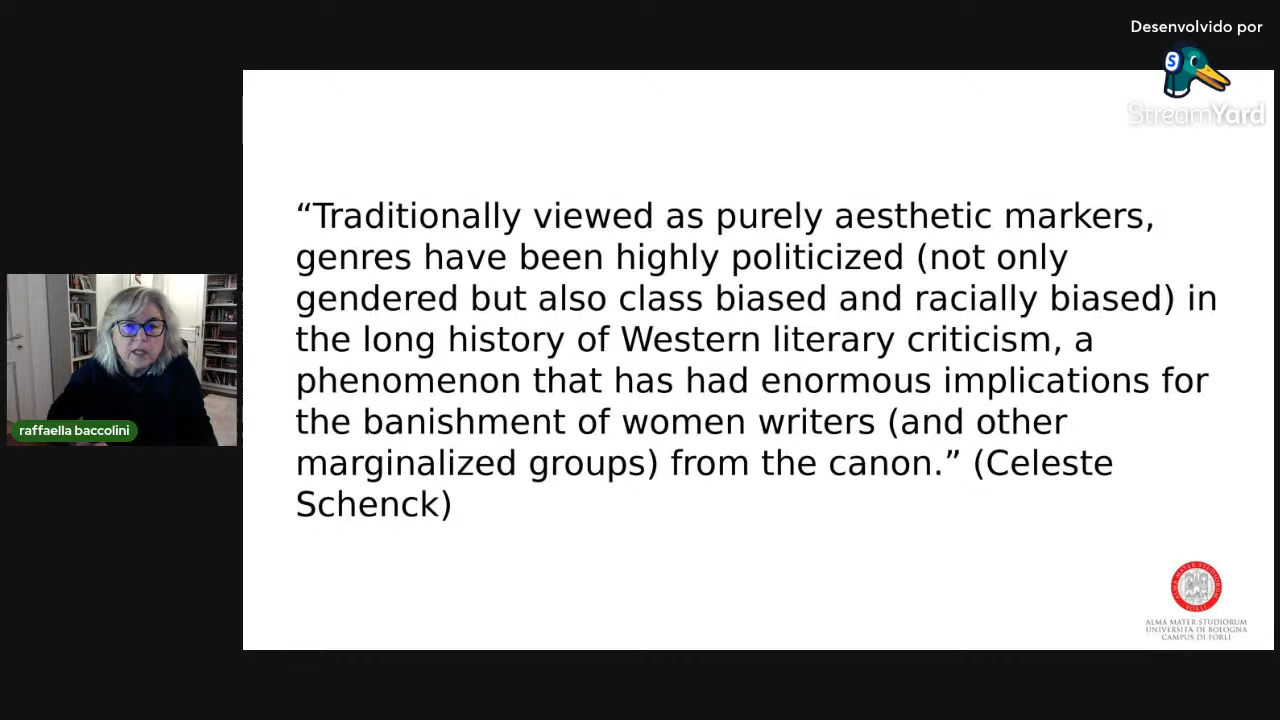 Desenvolvido por
S
StreamYard
“Traditionally viewed as purely aesthetic markers,
genres have been highly politicized (not only
gendered but also class biased and racially biased) in
the long history of Western literary criticism, a
phenomenon that has had enormous implications for
the banishment of women writers (and other
marginalized groups) from the canon.” (Celeste
Schenck)
raffaella baccolini
ALMA MATER STUDIORUM
UNIVERSITÀ DI BOLOGNA
CAMPUS DI FORLÌ